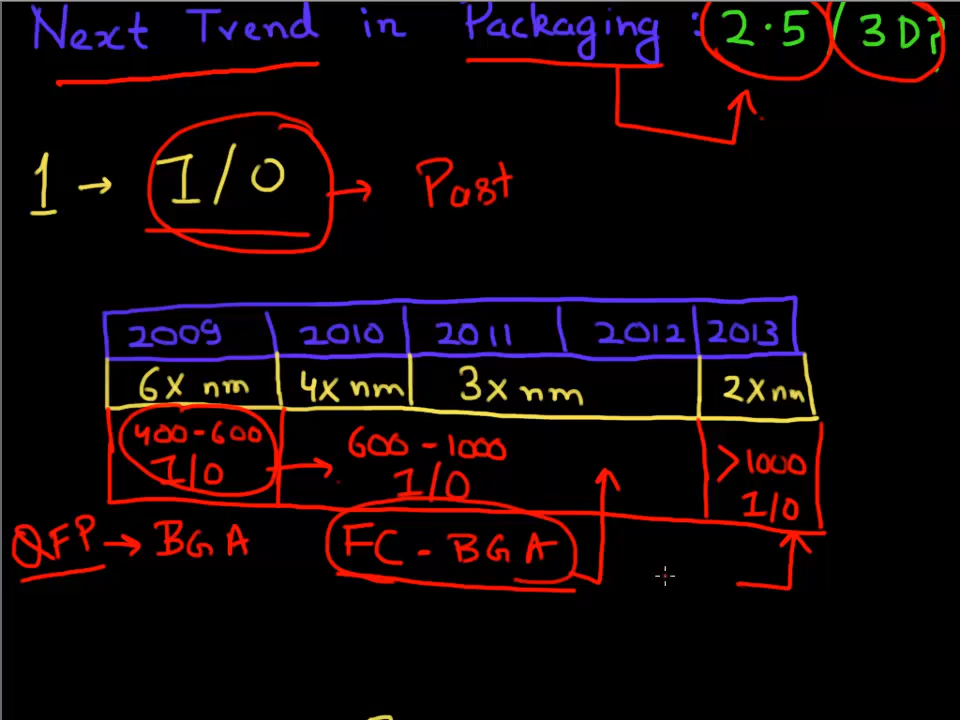 Next Trend in Packaging : 2.5 / 3D?
1 → I/O → Past
2009 2010 2011 2012 2013
6x nm 4x nm 3x nm 2x nm
400-600 I/O → 600-1000 I/O >1000 I/O
QFP → BGA FC-BGA